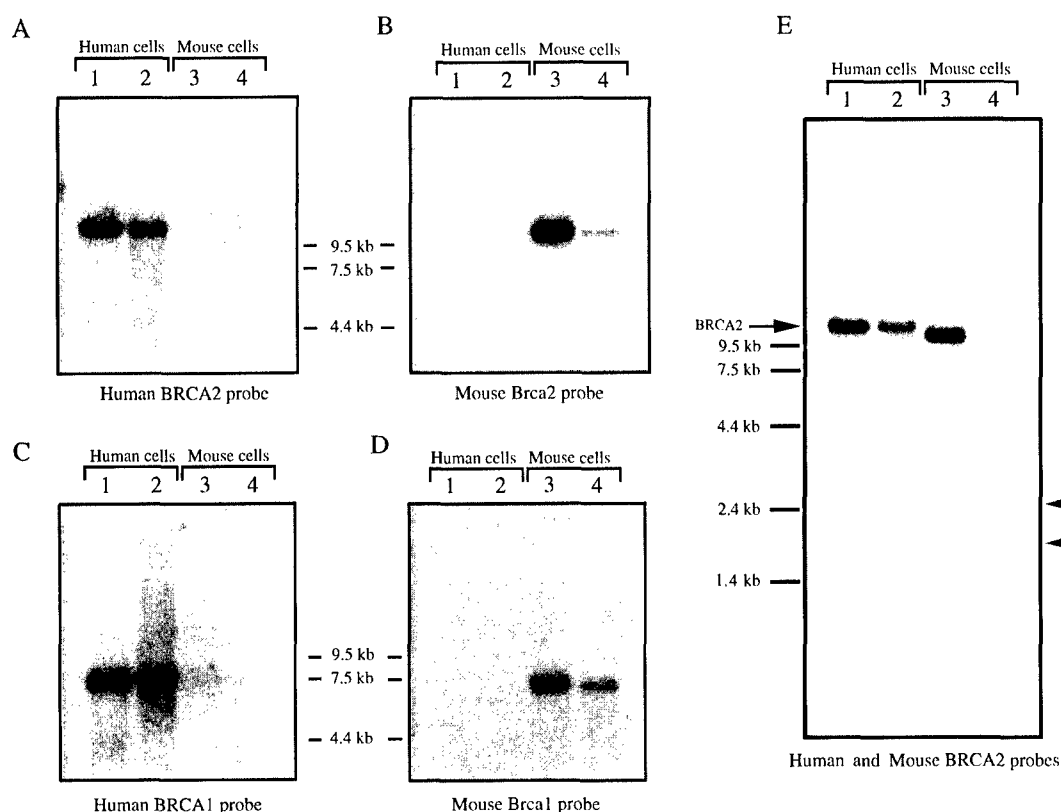 A
Human cells Mouse cells
1 2 3 4
9.5 kb
7.5 kb
4.4 kb
Human BRCA2 probe
B
Human cells Mouse cells
1 2 3 4
Mouse Brca2 probe
C
Human cells Mouse cells
1 2 3 4
9.5 kb
7.5 kb
4.4 kb
Human BRCA1 probe
D
Human cells Mouse cells
1 2 3 4
Mouse Brca1 probe
E
Human cells Mouse cells
1 2 3 4
BRCA2
9.5 kb
7.5 kb
4.4 kb
2.4 kb
1.4 kb
Human and Mouse BRCA2 probes